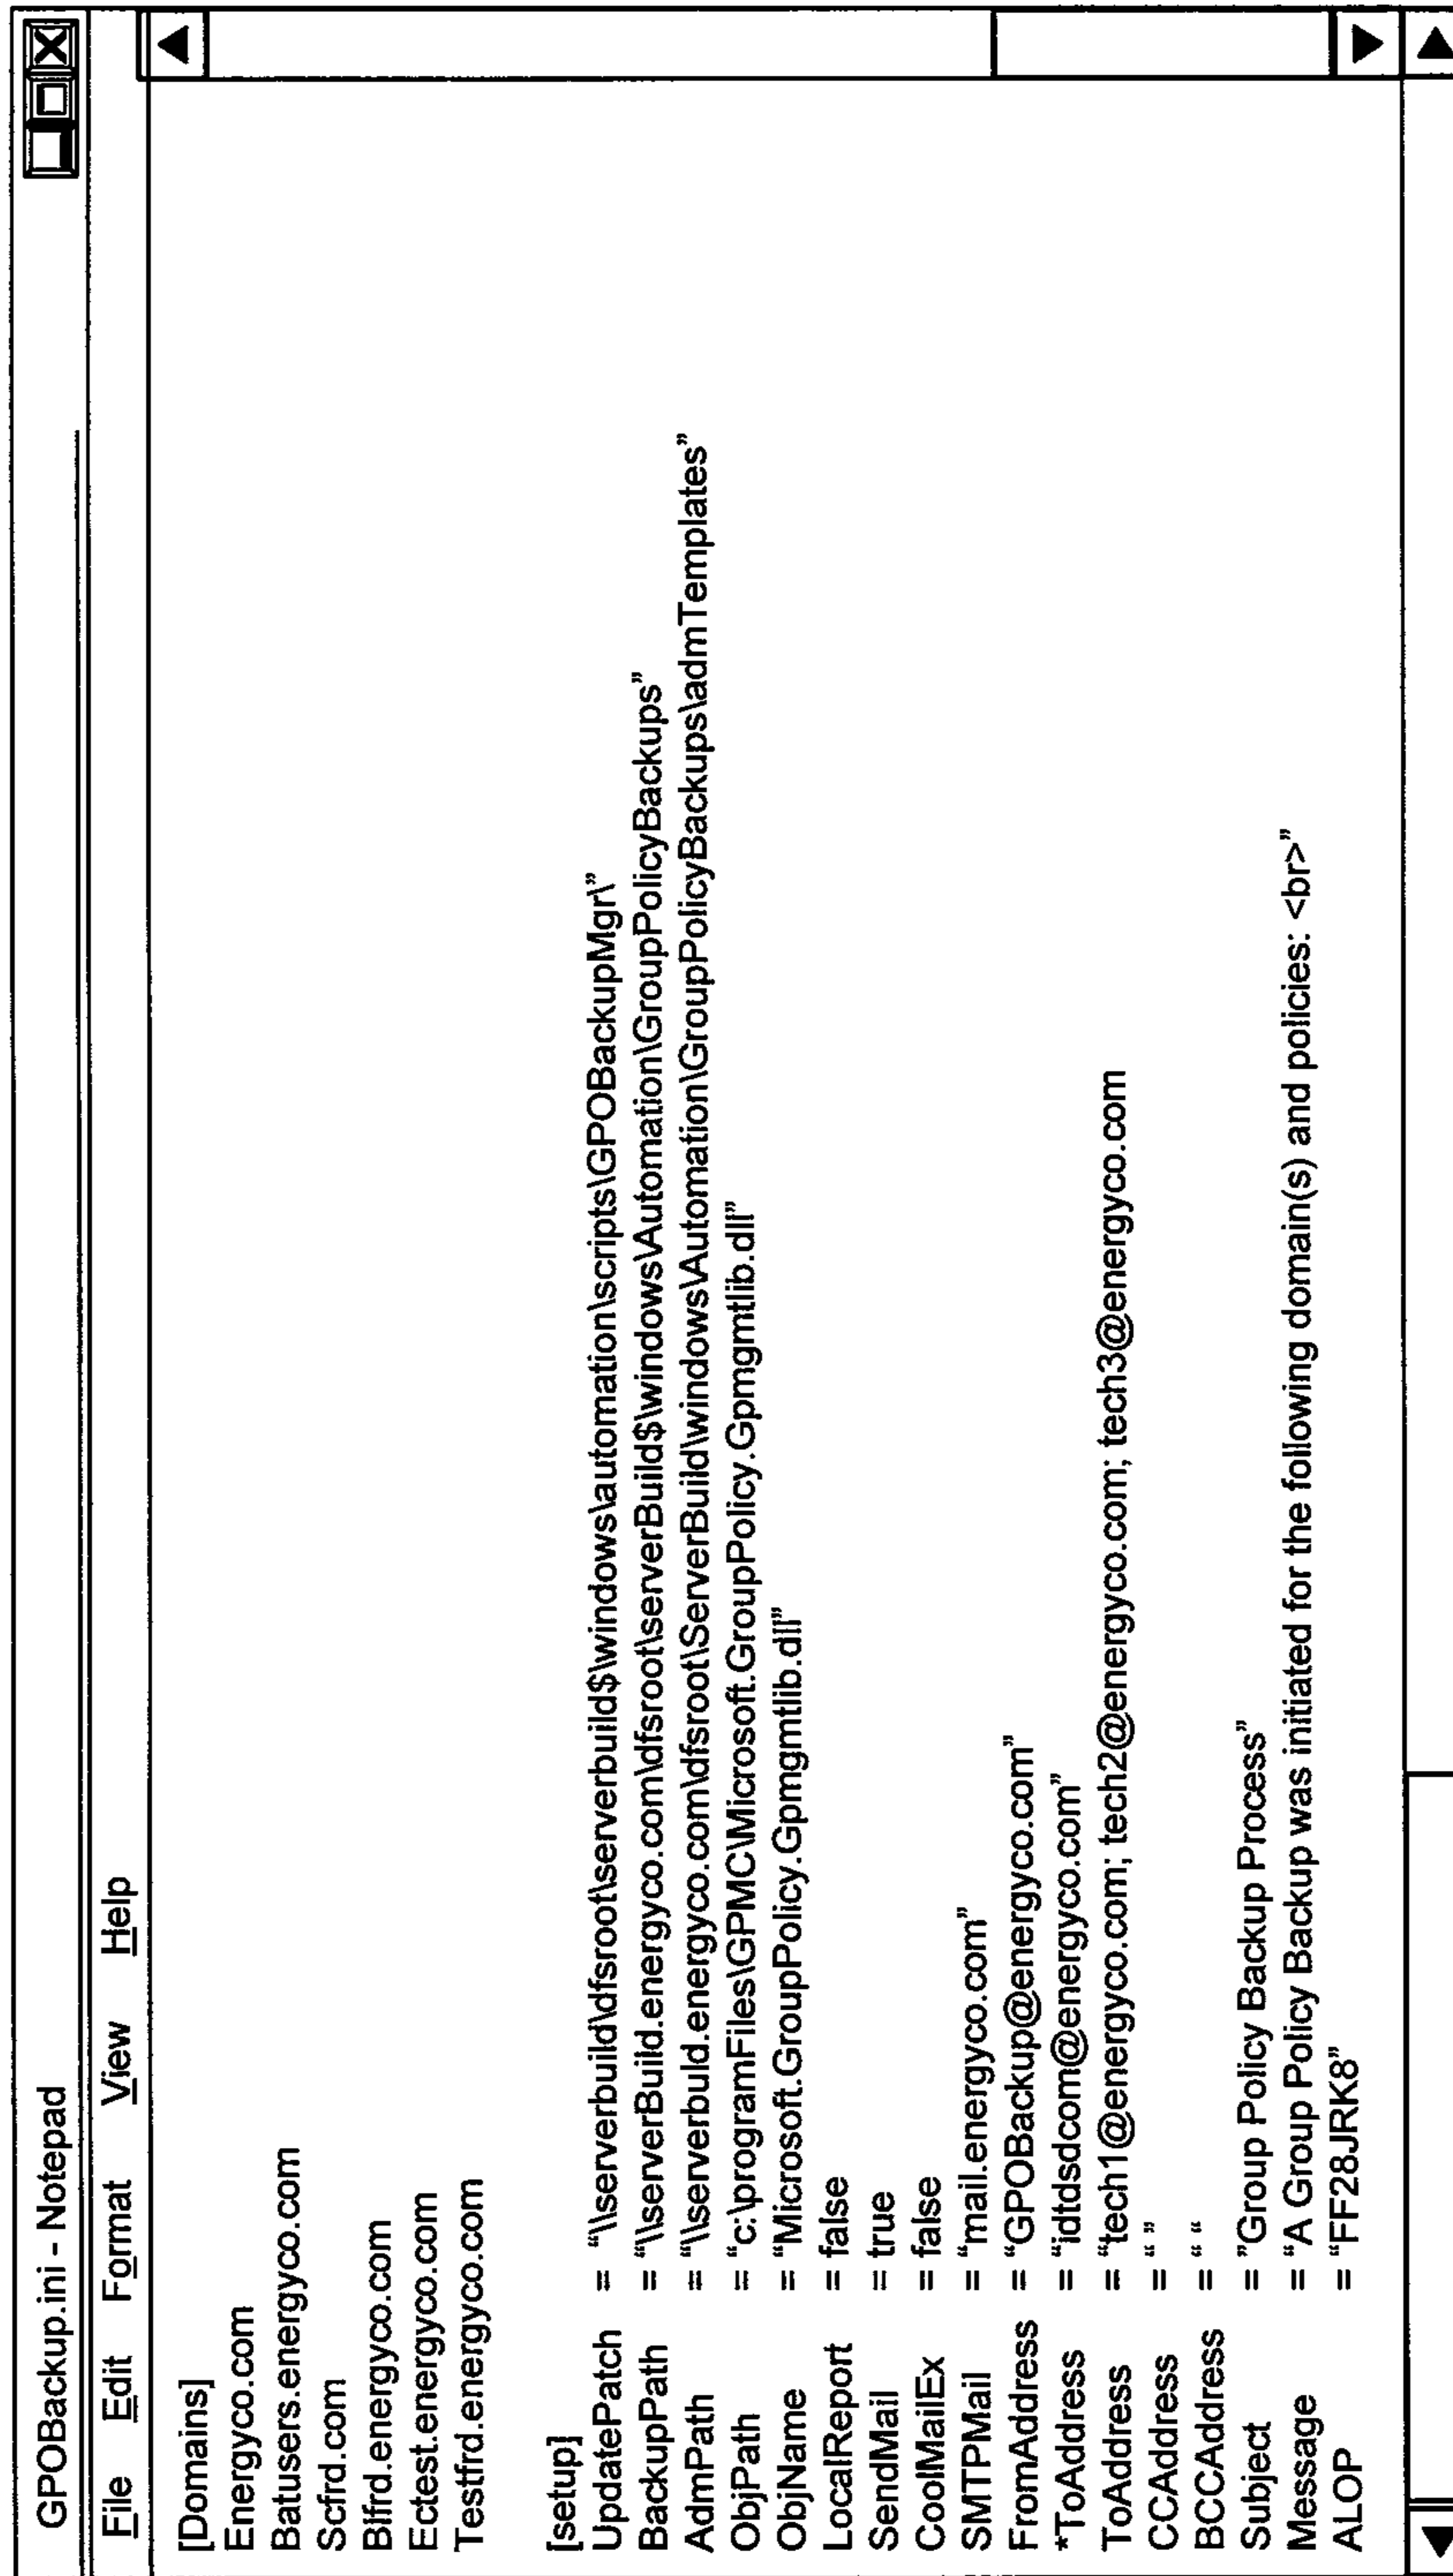 GPOBackup.ini - Notepad
File Edit Format View Help
[Domains]
Energyco.com
Batusers.energyco.com
Scfrd.com
Blfrd.energyco.com
Ectest.energyco.com
Testfrd.energyco.com
[setup]
UpdatePatch = “\\serverbuild\dfsroot\serverbuild$\windows\automation\scripts\GPOBackupMgr\”
BackupPath = “\\serverBuild.energyco.com\dfsroot\serverBuild$\windows\Automation\GroupPolicyBackups”
AdmPath = “\\serverbuld.energyco.com\dfsroot\ServerBuild\windows\Automation\GroupPolicyBackups\admTemplates”
ObjPath = “c:\programFiles\GPMC\Microsoft.GroupPolicy.Gpmgmtlib.dll”
ObjName = “Microsoft.GroupPolicy.Gpmgmtlib.dll”
LocalReport = false
SendMail = true
CoolMailEx = false
SMTPMail = “mail.energyco.com”
FromAddress = “GPOBackup@energyco.com”
*ToAddress = “idtdsdcom@energyco.com”
ToAddress = “tech1@energyco.com; tech2@energyco.com; tech3@energyco.com
CCAddress = “ ”
BCCAddress = “ “
Subject = ”Group Policy Backup Process”
Message = “A Group Policy Backup was initiated for the following domain(s) and policies: <br>”
ALOP = “FF28JRK8”